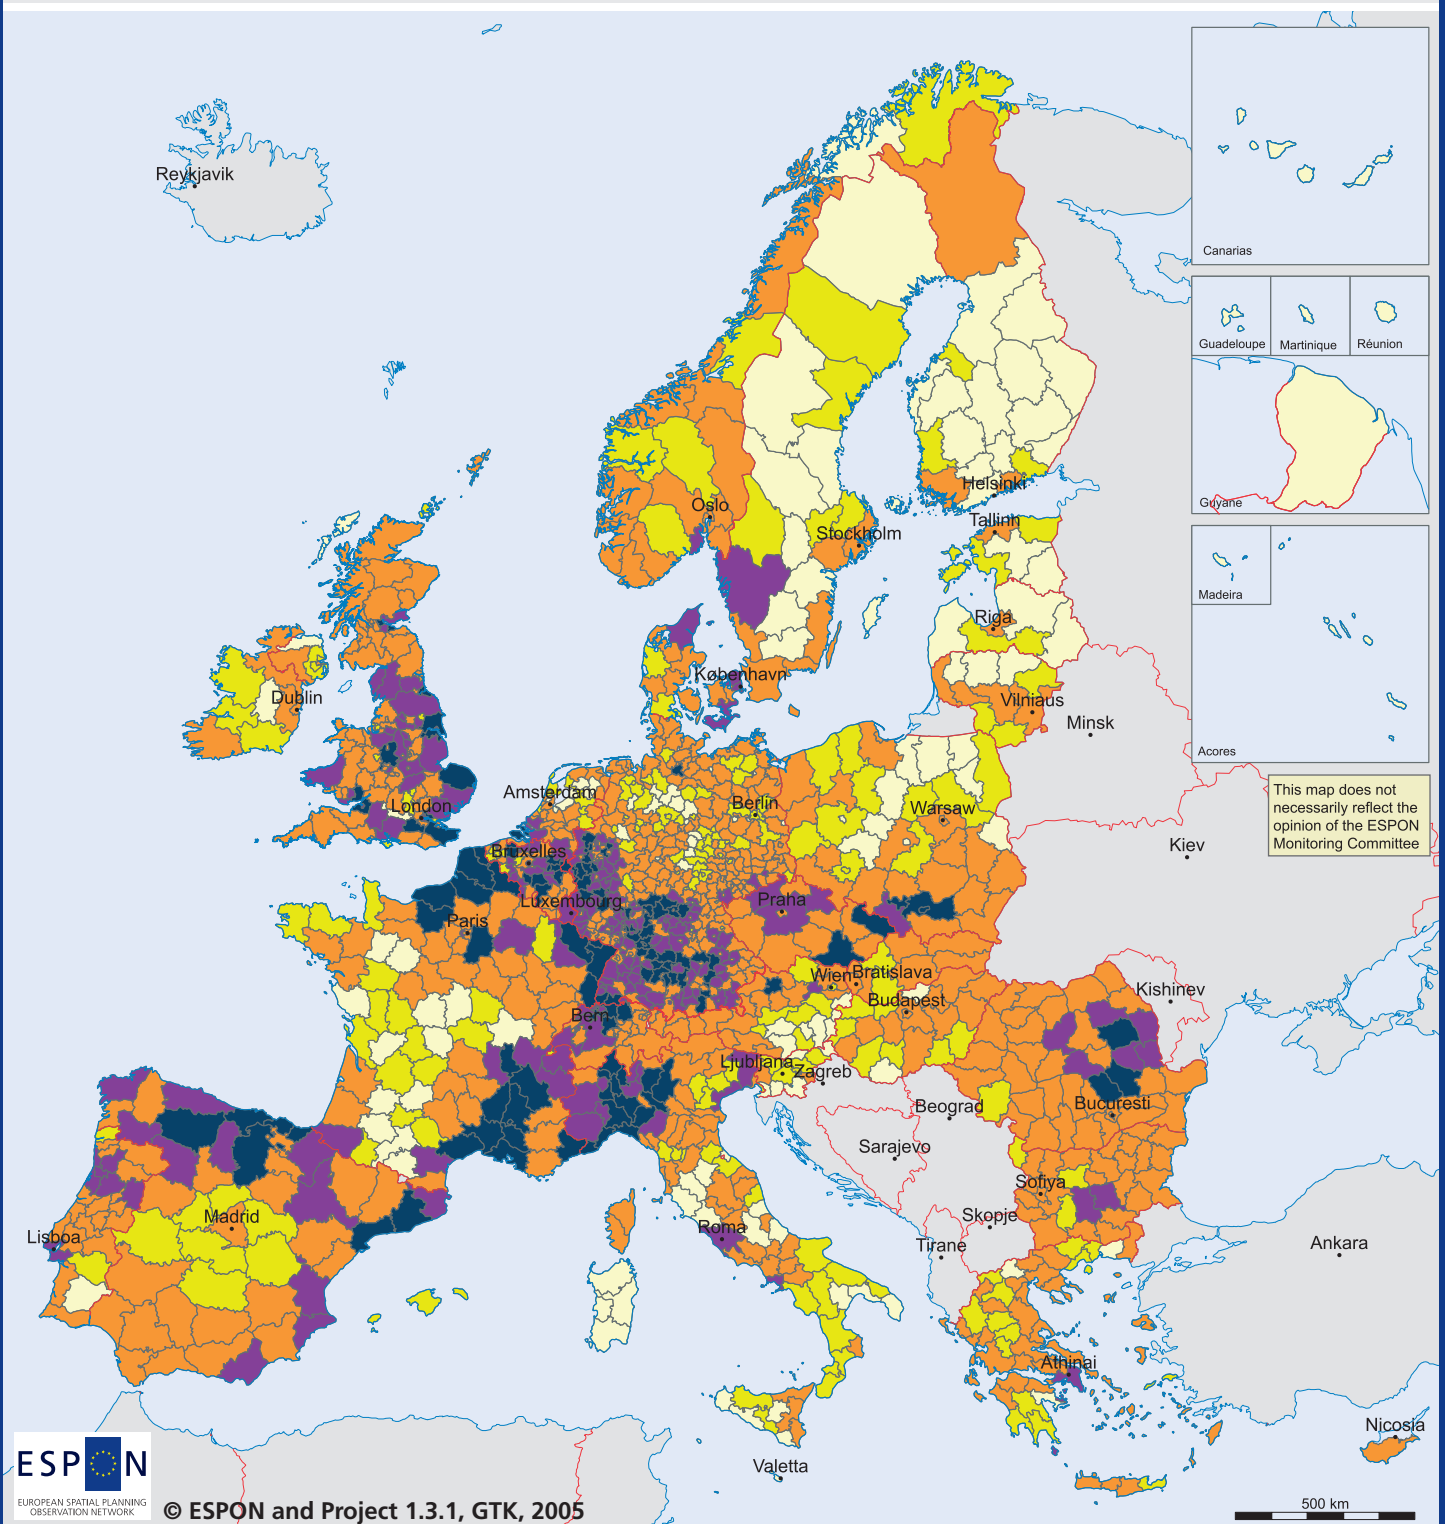 Reykjavik
Canarias
Guadeloupe
Martinique
Réunion
Guyane
Madeira
Acores
This map does not
necessarily reflect the
opinion of the ESPON
Monitoring Committee
Helsinki
Oslo
Tallinn
Stockholm
Riga
København
Dublin
Vilniaus
Minsk
Amsterdam
London
Berlin
Warsaw
Kiev
Bruxelles
Luxembourg
Praha
Paris
Wien
Bratislava
Kishinev
Budapest
Bern
Ljubljana
Zagreb
Beograd
Bucuresti
Sarajevo
Sofiya
Madrid
Skopje
Roma
Lisboa
Tirane
Ankara
Athinai
Nicosia
Valetta
ESPON
EUROPEAN SPATIAL PLANNING
OBSERVATION NETWORK
© ESPON and Project 1.3.1, GTK, 2005
500 km